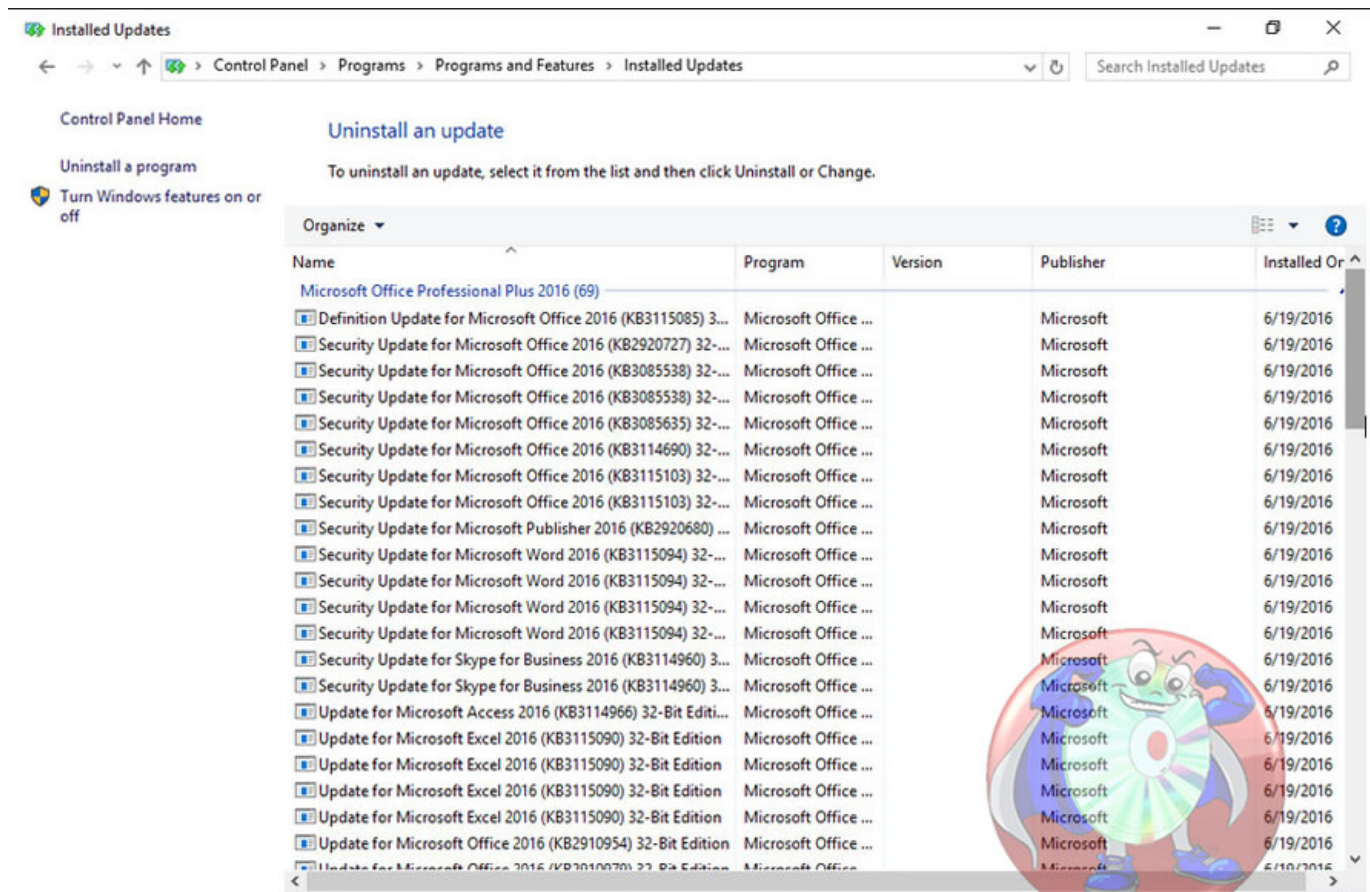 Installed Updates
Control Panel > Programs > Programs and Features > Installed Updates
Search Installed Updates
Control Panel Home
Uninstall a program
Turn Windows features on or
off
Uninstall an update
To uninstall an update, select it from the list and then click Uninstall or Change.
Organize
Name Program Version Publisher Installed Or
Microsoft Office Professional Plus 2016 (69)
Definition Update for Microsoft Office 2016 (KB3115085) 3... Microsoft Office ... Microsoft 6/19/2016
Security Update for Microsoft Office 2016 (KB2920727) 32-... Microsoft Office ... Microsoft 6/19/2016
Security Update for Microsoft Office 2016 (KB3085538) 32-... Microsoft Office ... Microsoft 6/19/2016
Security Update for Microsoft Office 2016 (KB3085538) 32-... Microsoft Office ... Microsoft 6/19/2016
Security Update for Microsoft Office 2016 (KB3085635) 32-... Microsoft Office ... Microsoft 6/19/2016
Security Update for Microsoft Office 2016 (KB3114690) 32-... Microsoft Office ... Microsoft 6/19/2016
Security Update for Microsoft Office 2016 (KB3115103) 32-... Microsoft Office ... Microsoft 6/19/2016
Security Update for Microsoft Office 2016 (KB3115103) 32-... Microsoft Office ... Microsoft 6/19/2016
Security Update for Microsoft Publisher 2016 (KB2920680) ... Microsoft Office ... Microsoft 6/19/2016
Security Update for Microsoft Word 2016 (KB3115094) 32-... Microsoft Office ... Microsoft 6/19/2016
Security Update for Microsoft Word 2016 (KB3115094) 32-... Microsoft Office ... Microsoft 6/19/2016
Security Update for Microsoft Word 2016 (KB3115094) 32-... Microsoft Office ... Microsoft 6/19/2016
Security Update for Microsoft Word 2016 (KB3115094) 32-... Microsoft Office ... Microsoft 6/19/2016
Security Update for Skype for Business 2016 (KB3114960) 3... Microsoft Office ... Microsoft 6/19/2016
Security Update for Skype for Business 2016 (KB3114960) 3... Microsoft Office ... Microsoft 6/19/2016
Update for Microsoft Access 2016 (KB3114966) 32-Bit Editi... Microsoft Office ... Microsoft 6/19/2016
Update for Microsoft Excel 2016 (KB3115090) 32-Bit Edition Microsoft Office ... Microsoft 6/19/2016
Update for Microsoft Excel 2016 (KB3115090) 32-Bit Edition Microsoft Office ... Microsoft 6/19/2016
Update for Microsoft Excel 2016 (KB3115090) 32-Bit Edition Microsoft Office ... Microsoft 6/19/2016
Update for Microsoft Excel 2016 (KB3115090) 32-Bit Edition Microsoft Office ... Microsoft 6/19/2016
Update for Microsoft Office 2016 (KB2910954) 32-Bit Edition Microsoft Office ... Microsoft 6/19/2016
Update for Microsoft Office 2016 32-Bit Edition Microsoft Office Microsoft 6/19/2016